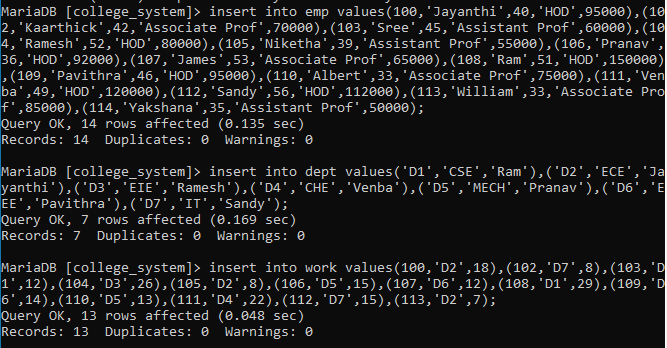 MariaDB [college_system]> insert into emp values(100,'Jayanthi',40,'HOD',95000),(10
2,'Kaarthick',42,'Associate Prof',70000),(103,'Sree',45,'Assistant Prof',60000),(10
4,'Ramesh',52,'HOD',80000),(105,'Niketha',39,'Assistant Prof',55000),(106,'Pranav',
36,'HOD',92000),(107,'James',53,'Associate Prof',65000),(108,'Ram',51,'HOD',150000)
,(109,'Pavithra',46,'HOD',95000),(110,'Albert',33,'Associate Prof',75000),(111,'Ven
ba',49,'HOD',120000),(112,'Sandy',56,'HOD',112000),(113,'William',33,'Associate Pro
f',85000),(114,'Yakshana',35,'Assistant Prof',50000);
Query OK, 14 rows affected (0.135 sec)
Records: 14  Duplicates: 0  Warnings: 0
MariaDB [college_system]> insert into dept values('D1','CSE','Ram'),('D2','ECE','Ja
yanthi'),('D3','EIE','Ramesh'),('D4','CHE','Venba'),('D5','MECH','Pranav'),('D6','E
EE','Pavithra'),('D7','IT','Sandy');
Query OK, 7 rows affected (0.169 sec)
Records: 7  Duplicates: 0  Warnings: 0
MariaDB [college_system]> insert into work values(100,'D2',18),(102,'D7',8),(103,'D
1',12),(104,'D3',26),(105,'D2',8),(106,'D5',15),(107,'D6',12),(108,'D1',29),(109,'D
6',14),(110,'D5',13),(111,'D4',22),(112,'D7',15),(113,'D2',7);
Query OK, 13 rows affected (0.048 sec)
Records: 13  Duplicates: 0  Warnings: 0